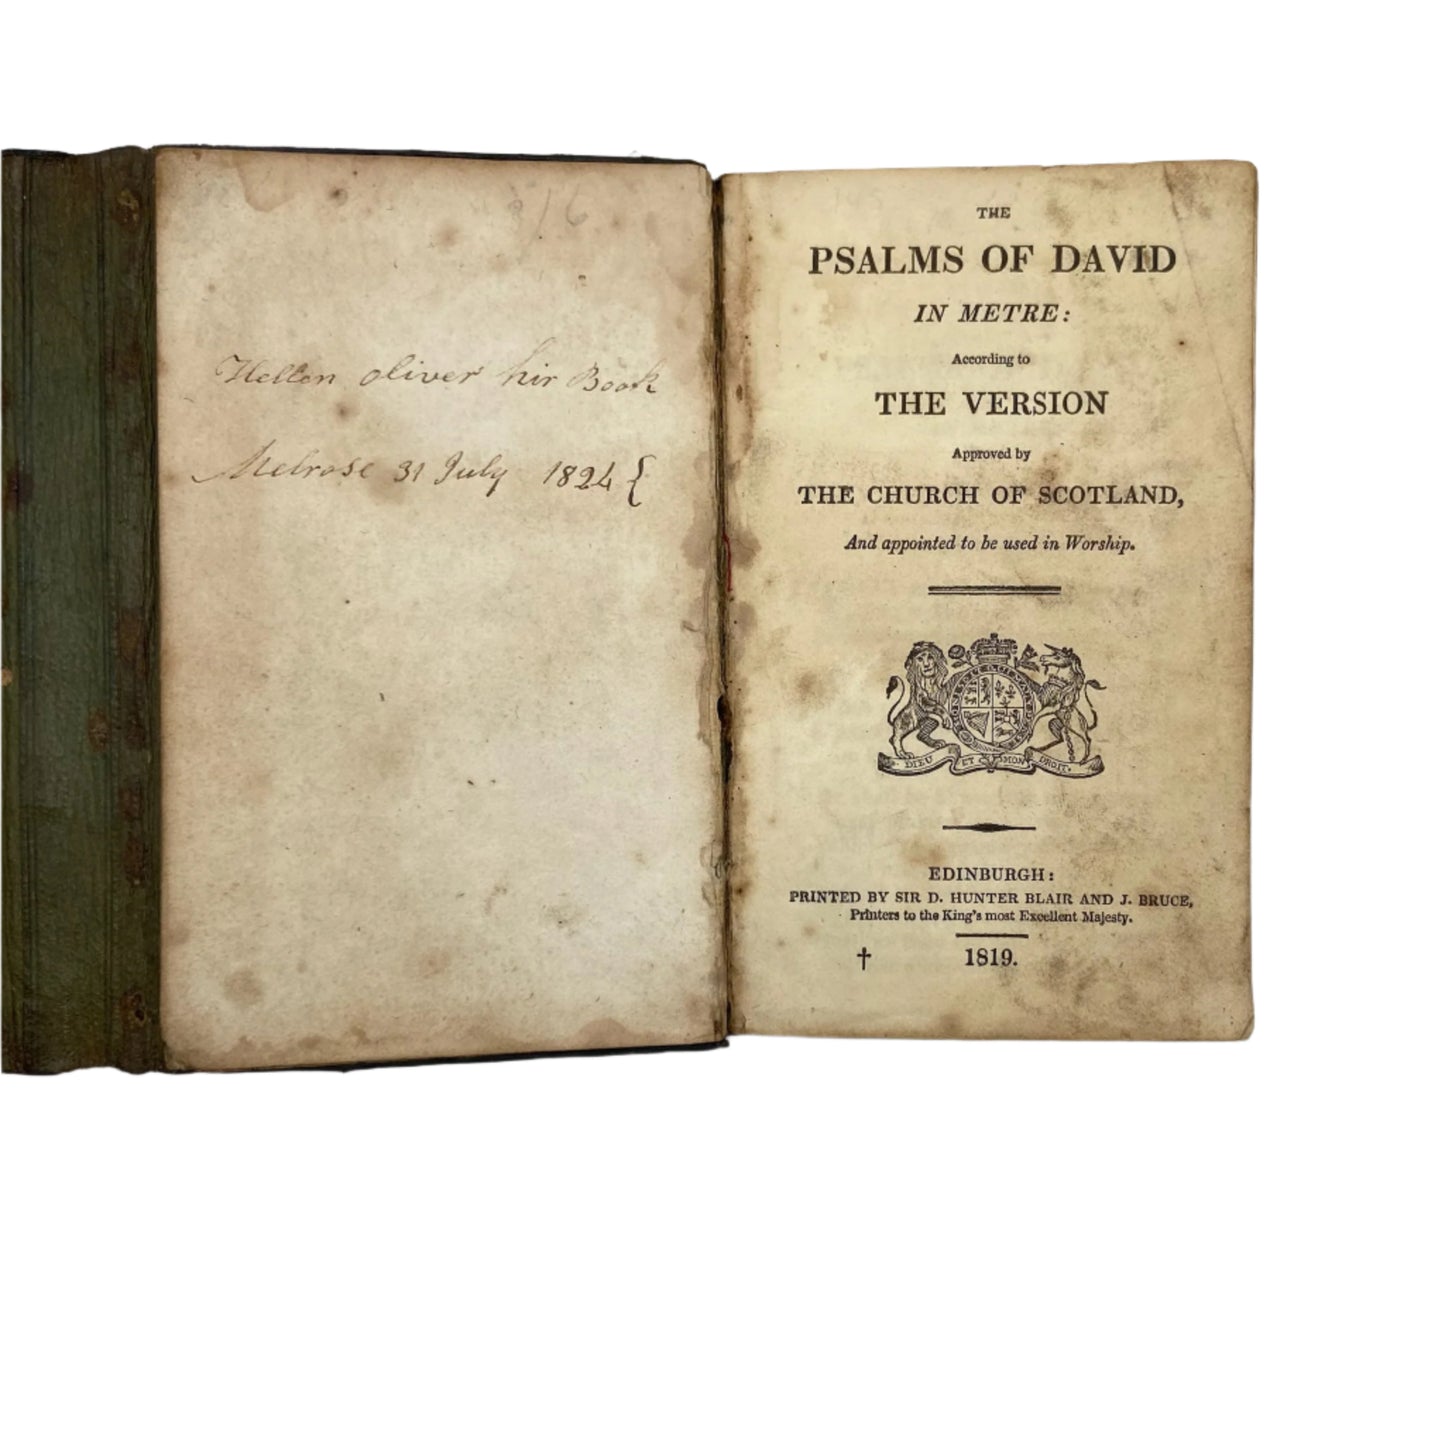 316
Hellen oliver hir Book
Melrose 31 July 1824 {
THE
PSALMS OF DAVID
IN METRE:
According to
THE VERSION
Approved by
THE CHURCH OF SCOTLAND,
And appointed to be used in Worship.
DIEU ET MON DROIT.
EDINBURGH:
PRINTED BY SIR D. HUNTER BLAIR AND J. BRUCE,
Printers to the King's most Excellent Majesty.
† 1819.